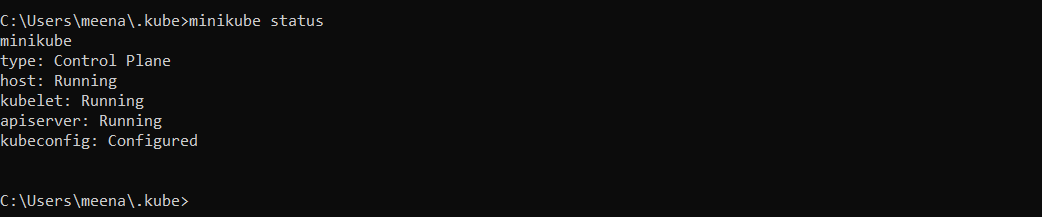 C:\Users\meena\.kube>minikube status
minikube
type: Control Plane
host: Running
kubelet: Running
apiserver: Running
kubeconfig: Configured
C:\Users\meena\.kube>